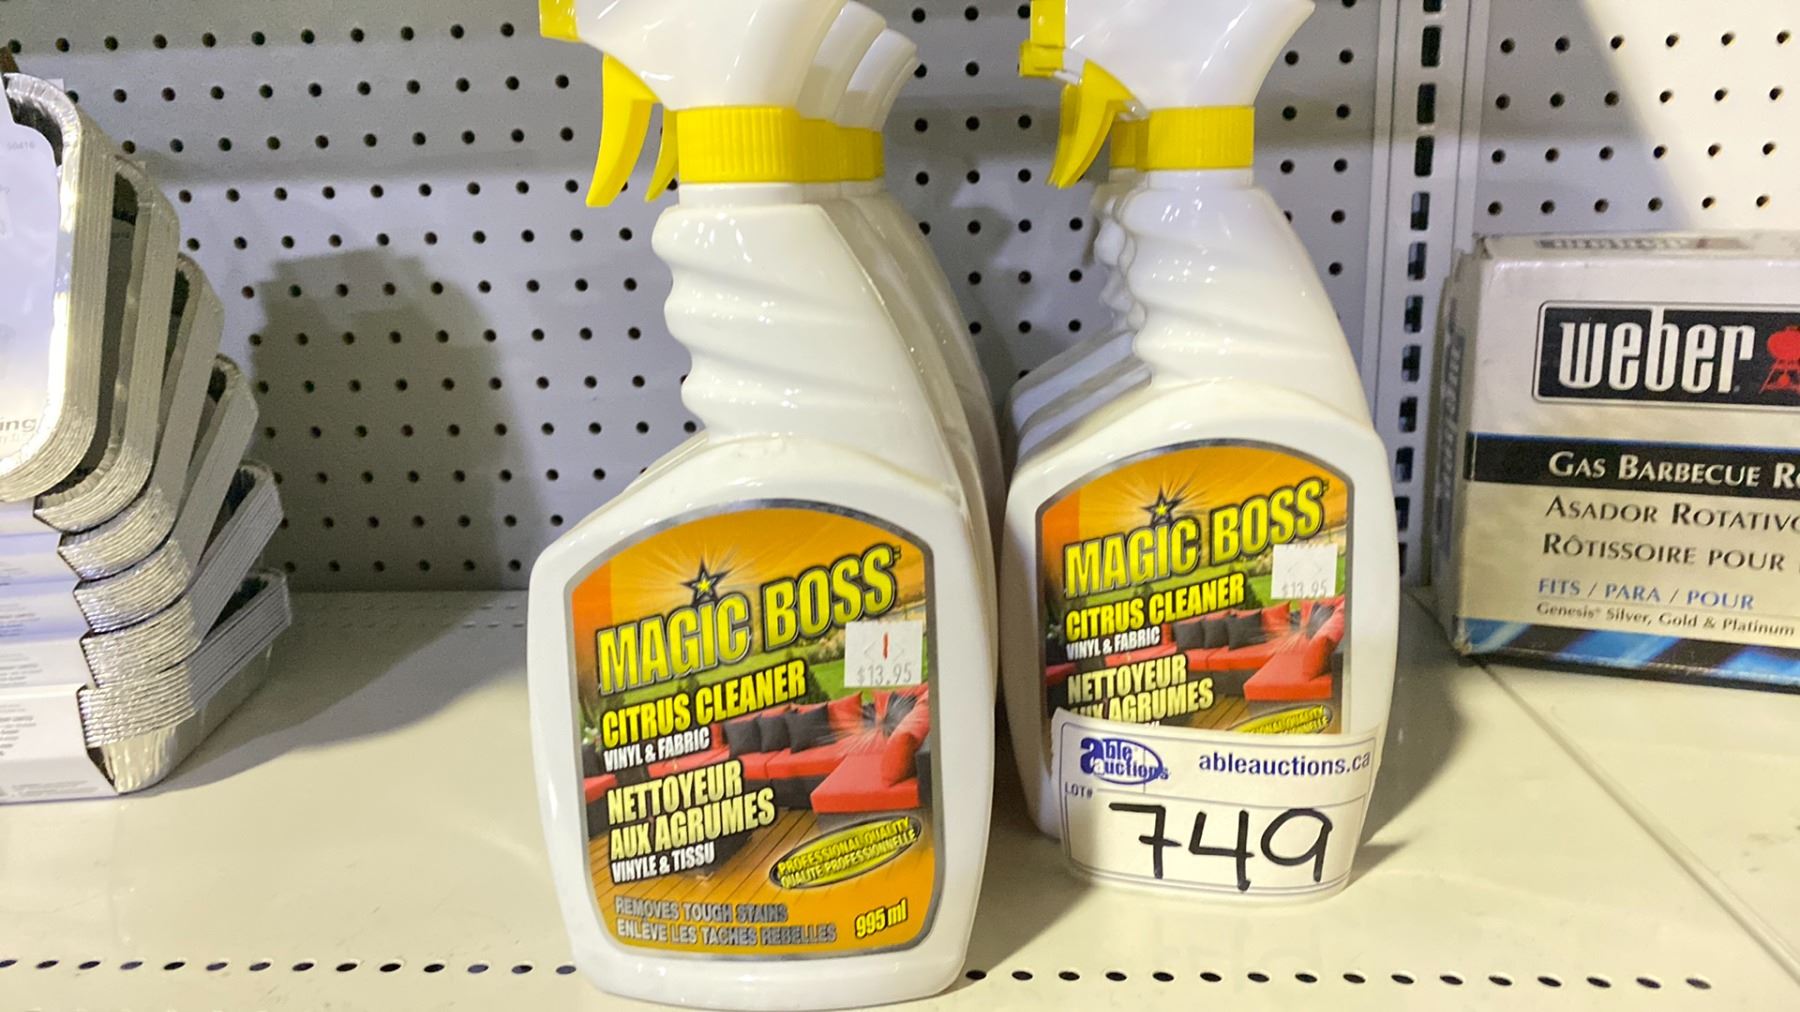 MAGIC BOSS
CITRUS CLEANER
VINYL & FABRIC
NETTOYEUR
AUX AGRUMES
VINYLE & TISSU
$13.95
PROFESSIONAL QUALITY
QUALITÉ PROFESSIONNELLE
REMOVES TOUGH STAINS
ENLÈVE LES TACHES REBELLES
995 ml
MAGIC BOSS
CITRUS CLEANER
VINYL & FABRIC
NETTOYEUR
AUX AGRUMES
$13.95
able auctions
ableauctions.ca
LOT#
749
weber
GAS BARBECUE
ASADOR ROTATIVO
RÔTISSOIRE POUR
FITS / PARA / POUR
Genesis® Silver, Gold & Platinum